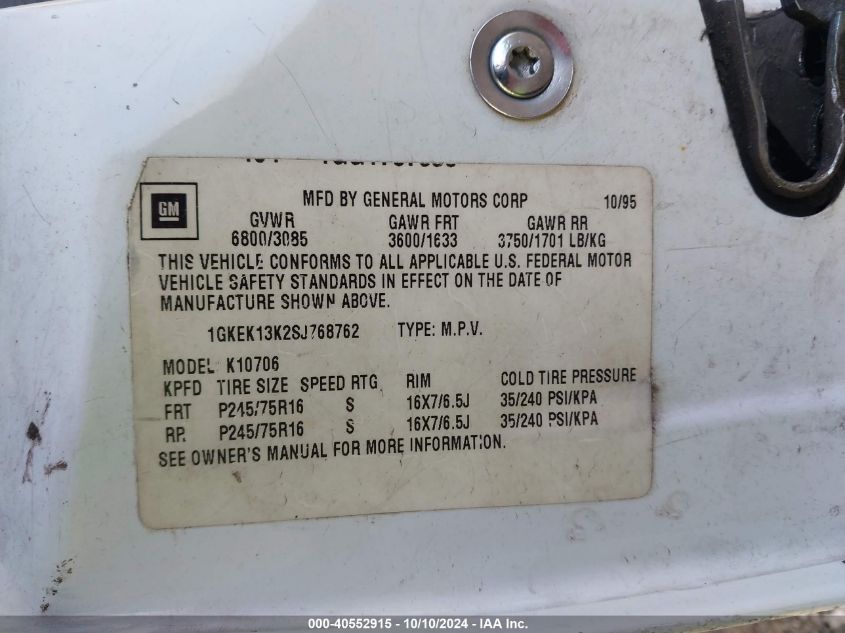 MFD BY GENERAL MOTORS CORP 10/95
GM
GVWR GAWR FRT GAWR RR
6800/3085 3600/1633 3750/1701 LB/KG
THIS VEHICLE CONFORMS TO ALL APPLICABLE U.S. FEDERAL MOTOR
VEHICLE SAFETY STANDARDS IN EFFECT ON THE DATE OF
MANUFACTURE SHOWN ABOVE.
1GKEK13K2SJ768762 TYPE: M.P.V.
MODEL K10706
KPFD TIRE SIZE SPEED RTG RIM COLD TIRE PRESSURE
FRT P245/75R16 S 16X7/6.5J 35/240 PSI/KPA
RR P245/75R16 S 16X7/6.5J 35/240 PSI/KPA
SEE OWNER'S MANUAL FOR MORE INFORMATION.
000-40552915 - 10/10/2024 - IAA Inc.